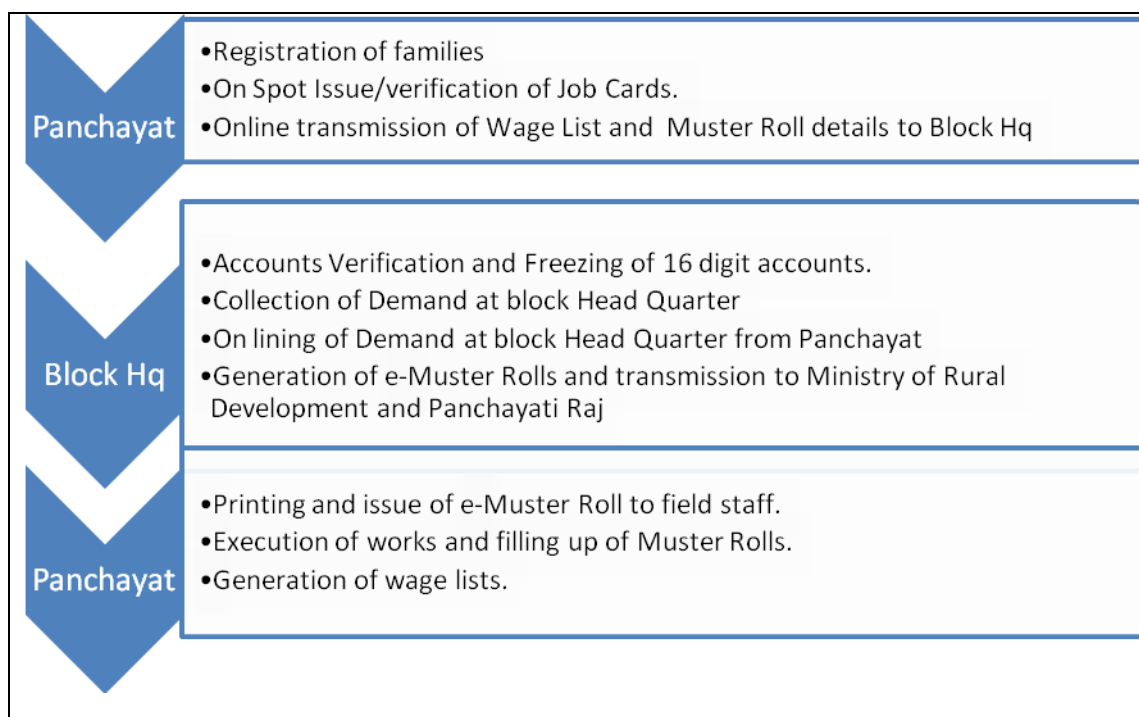 Panchayat
•Registration of families
•On Spot Issue/verification of Job Cards.
•Online transmission of Wage List and Muster Roll details to Block Hq
Block Hq
•Accounts Verification and Freezing of 16 digit accounts.
•Collection of Demand at block Head Quarter
•On lining of Demand at block Head Quarter from Panchayat
•Generation of e-Muster Rolls and transmission to Ministry of Rural
Development and Panchayati Raj
Panchayat
•Printing and issue of e-Muster Roll to field staff.
•Execution of works and filling up of Muster Rolls.
•Generation of wage lists.